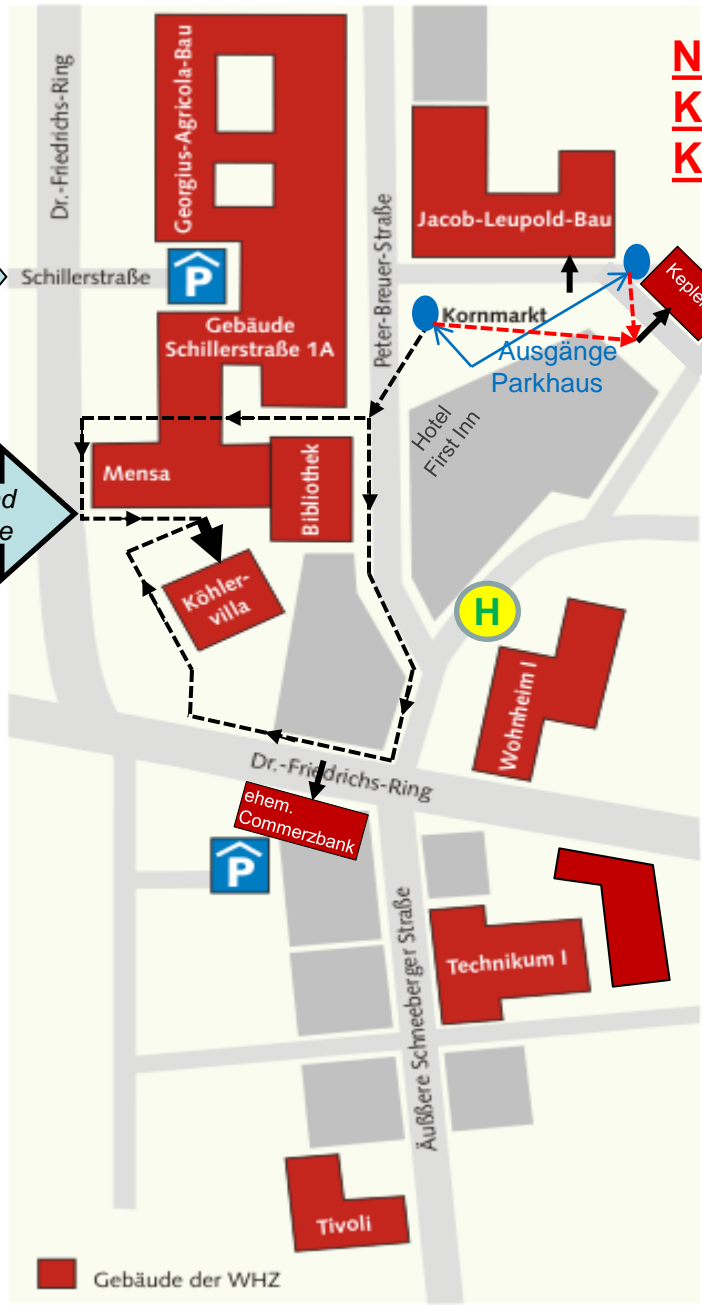 N
K
K
Dr.-Friedrichs-Ring
Georgius-Agricola-Bau
Peter-Breuer-Straße
Jacob-Leupold-Bau
Schillerstraße
P
Kepler
Kornmarkt
Gebäude
Schillerstraße 1A
Ausgänge
Parkhaus
Hotel
First Inn
Mensa
Bibliothek
d
e
Köhler-
villa
H
Wohnheim I
Dr.-Friedrichs-Ring
ehem.
Commerzbank
P
Äußere Schneeberger Straße
Technikum I
Tivoli
Gebäude der WHZ